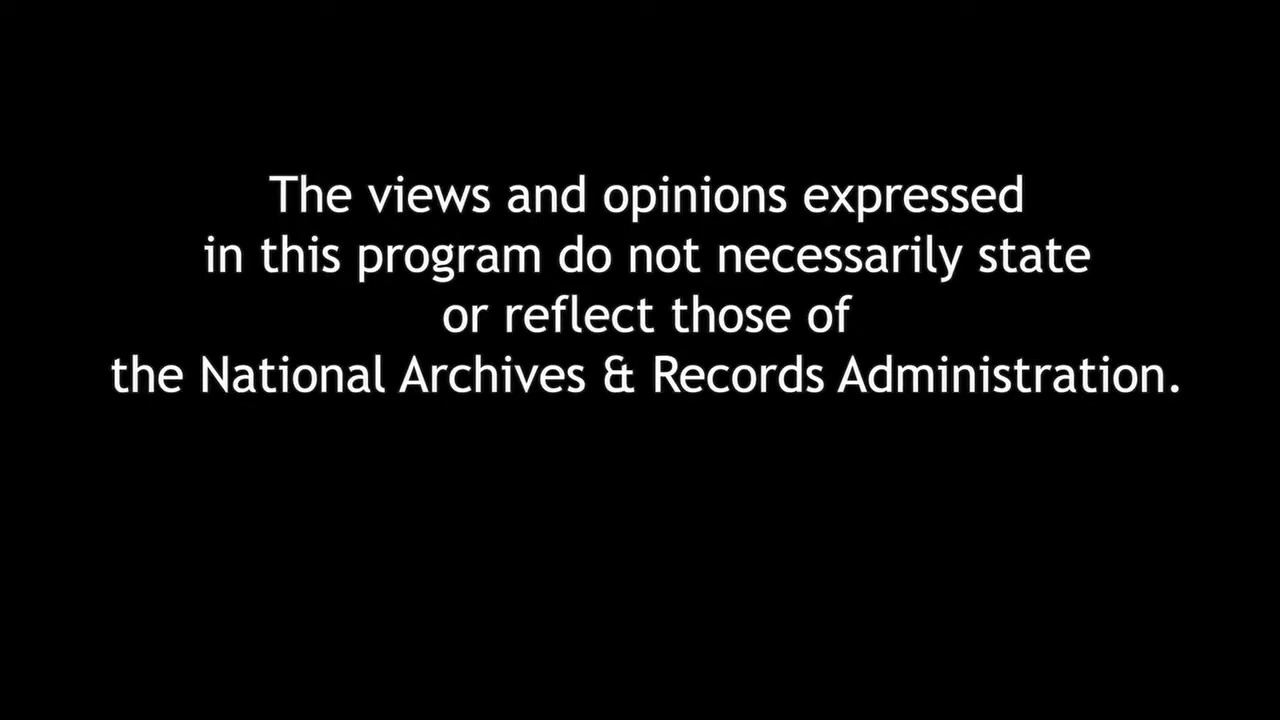 The views and opinions expressed
in this program do not necessarily state
or reflect those of
the National Archives & Records Administration.